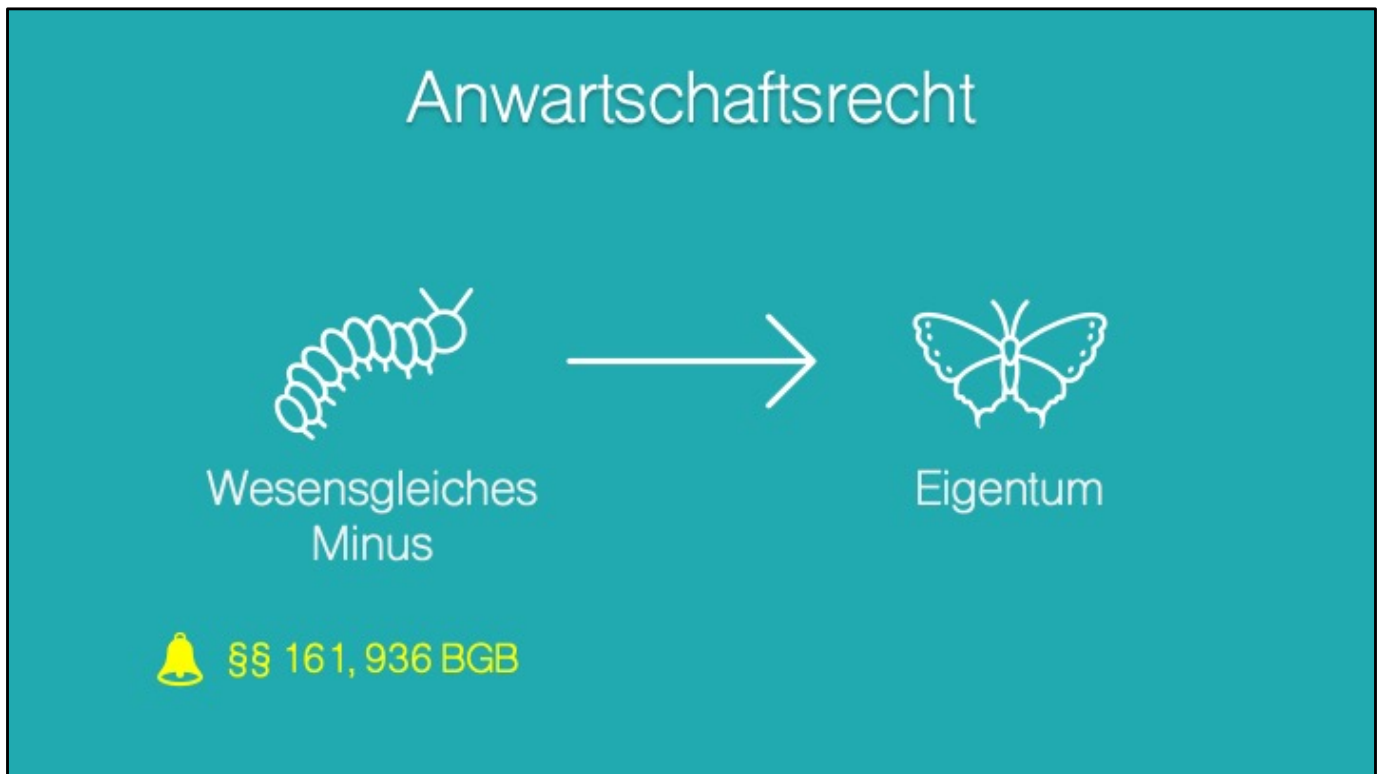 Anwartschaftsrecht
Wesensgleiches
Minus
Eigentum
§§ 161, 936 BGB